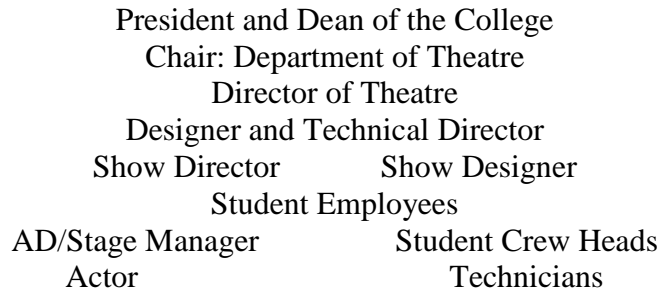 President and Dean of the College
Chair: Department of Theatre
Director of Theatre
Designer and Technical Director
Show Director Show Designer
Student Employees
AD/Stage Manager Student Crew Heads
Actor Technicians